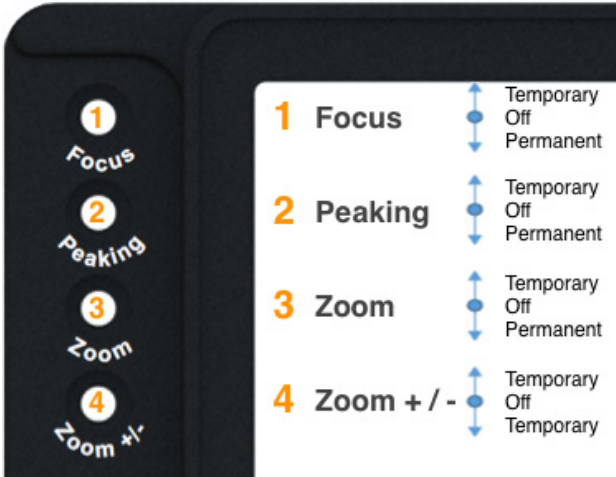 1
Focus
2
Peaking
3
Zoom
4
Zoom +/-
1 Focus
Temporary
Off
Permanent
2 Peaking
Temporary
Off
Permanent
3 Zoom
Temporary
Off
Permanent
4 Zoom + / -
Temporary
Off
Temporary